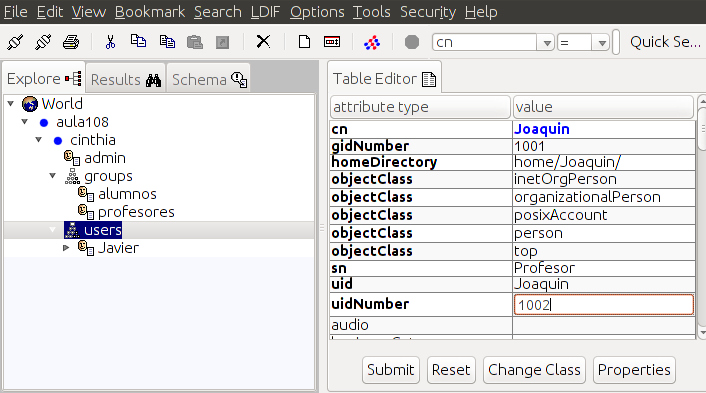 File Edit View Bookmark Search LDIF Options Tools Security Help
cn = Quick Se...
Explore Results Schema
Table Editor
World
aula108
cinthia
admin
groups
alumnos
profesores
users
Javier
attribute type value
cn Joaquin
gidNumber 1001
homeDirectory home/Joaquin/
objectClass inetOrgPerson
objectClass organizationalPerson
objectClass posixAccount
objectClass person
objectClass top
sn Profesor
uid Joaquin
uidNumber 1002
audio
Submit Reset Change Class Properties